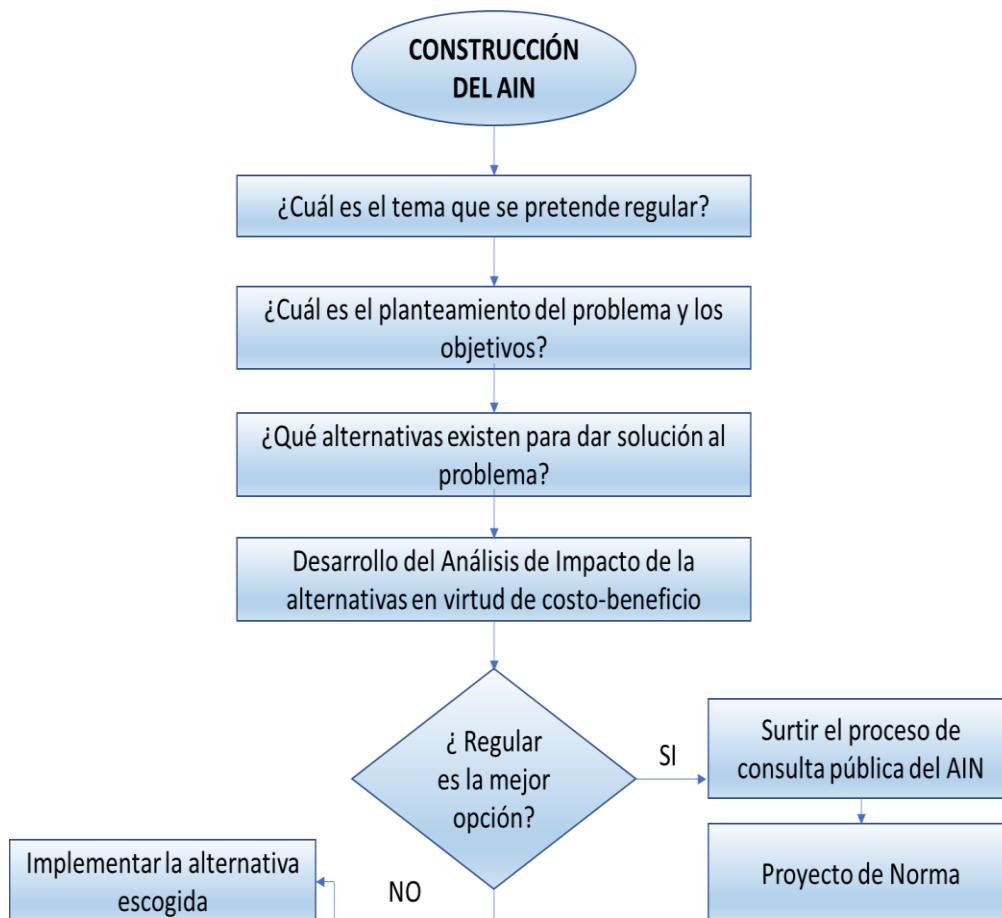 CONSTRUCCIÓN
DEL AIN
¿Cuál es el tema que se pretende regular?
¿Cuál es el planteamiento del problema y los
objetivos?
¿Qué alternativas existen para dar solución al
problema?
Desarrollo del Análisis de Impacto de la
alternativas en virtud de costo-beneficio
¿ Regular
es la mejor
opción?
SI
Surtir el proceso de
consulta pública del AIN
Proyecto de Norma
NO
Implementar la alternativa
escogida